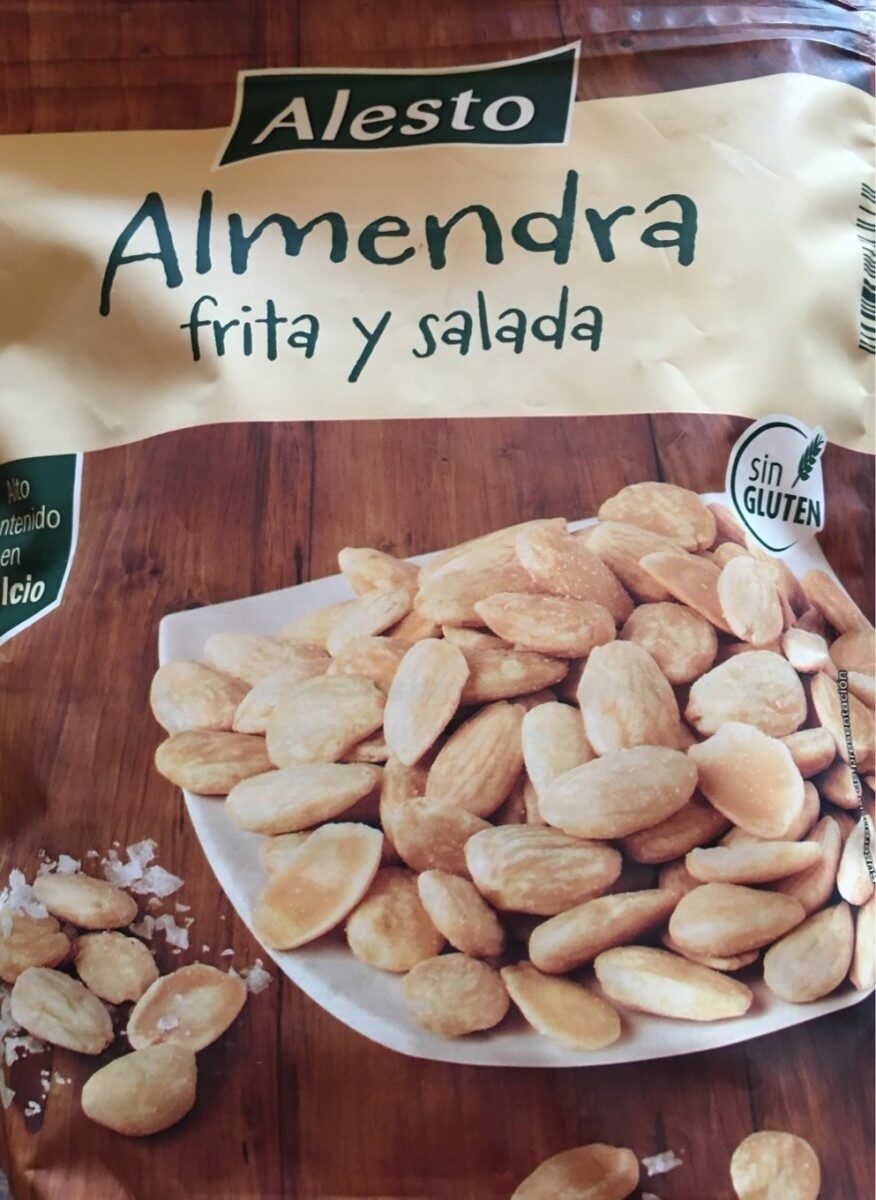 Alesto
Almendra
frita y salada
sin
GLUTEN
Alto
ntenido
en
lcio